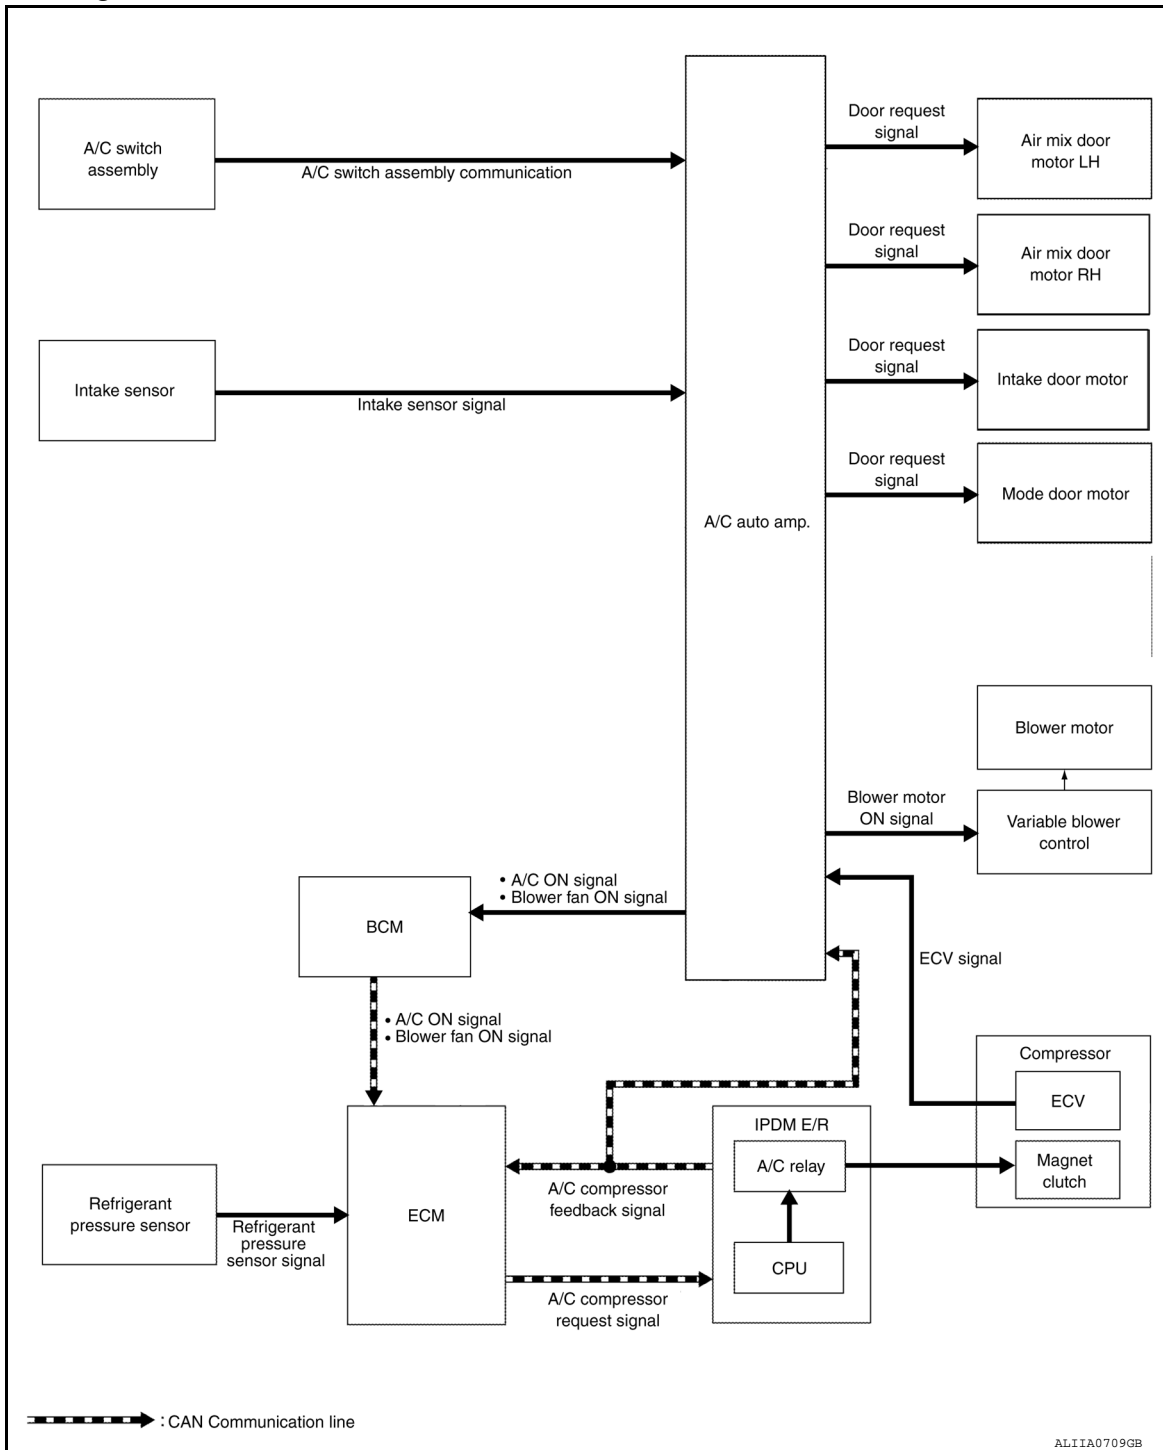 A/C switch
assembly
A/C switch assembly communication
Intake sensor
Intake sensor signal
A/C auto amp.
Door request
signal
Air mix door
motor LH
Door request
signal
Air mix door
motor RH
Door request
signal
Intake door motor
Door request
signal
Mode door motor
Blower motor
Blower motor
ON signal
Variable blower
control
• A/C ON signal
• Blower fan ON signal
BCM
ECV signal
• A/C ON signal
• Blower fan ON signal
Compressor
ECV
Magnet
clutch
IPDM E/R
A/C relay
CPU
A/C compressor
feedback signal
ECM
Refrigerant
pressure sensor
Refrigerant
pressure
sensor signal
A/C compressor
request signal
: CAN Communication line
ALIIA0709GB